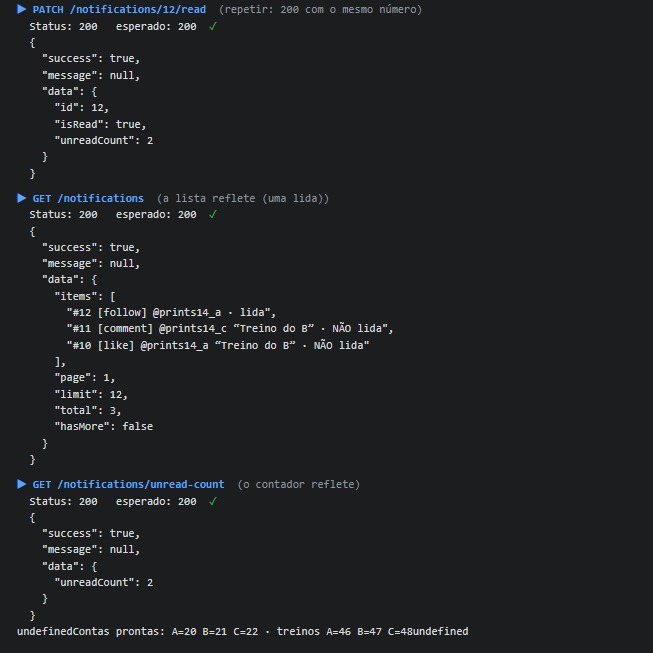 ▶ PATCH /notifications/12/read  (repetir: 200 com o mesmo número)
  Status: 200   esperado: 200  ✓
  {
    "success": true,
    "message": null,
    "data": {
      "id": 12,
      "isRead": true,
      "unreadCount": 2
    }
  }
▶ GET /notifications  (a lista reflete (uma lida))
  Status: 200   esperado: 200  ✓
  {
    "success": true,
    "message": null,
    "data": {
      "items": [
        "#12 [follow] @prints14_a · lida",
        "#11 [comment] @prints14_c “Treino do B” · NÃO lida",
        "#10 [like] @prints14_a “Treino do B” · NÃO lida"
      ],
      "page": 1,
      "limit": 12,
      "total": 3,
      "hasMore": false
    }
  }
▶ GET /notifications/unread-count  (o contador reflete)
  Status: 200   esperado: 200  ✓
  {
    "success": true,
    "message": null,
    "data": {
      "unreadCount": 2
    }
  }
undefinedContas prontas: A=20 B=21 C=22 · treinos A=46 B=47 C=48undefined